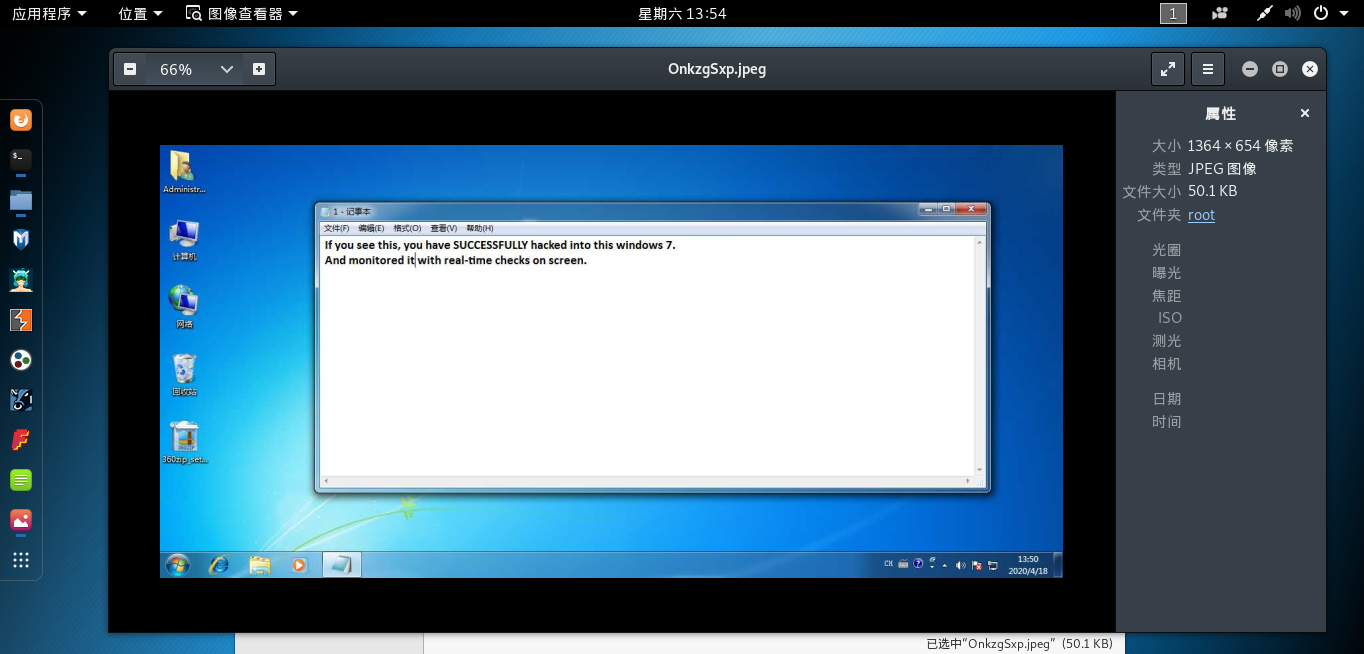 应用程序 位置 图像查看器 星期六 13:54 1
66% OnkzgSxp.jpeg
属性
大小 1364 × 654 像素
类型 JPEG 图像
文件大小 50.1 KB
文件夹 root
光圈
曝光
焦距
ISO
测光
相机
日期
时间
Administr...
计算机
网络
回收站
360zip_set...
1 - 记事本
文件(F) 编辑(E) 格式(O) 查看(V) 帮助(H)
If you see this, you have SUCCESSFULLY hacked into this windows 7.
And monitored it with real-time checks on screen.
CH 13:50
2020/4/18
已选中“OnkzgSxp.jpeg” (50.1 KB)